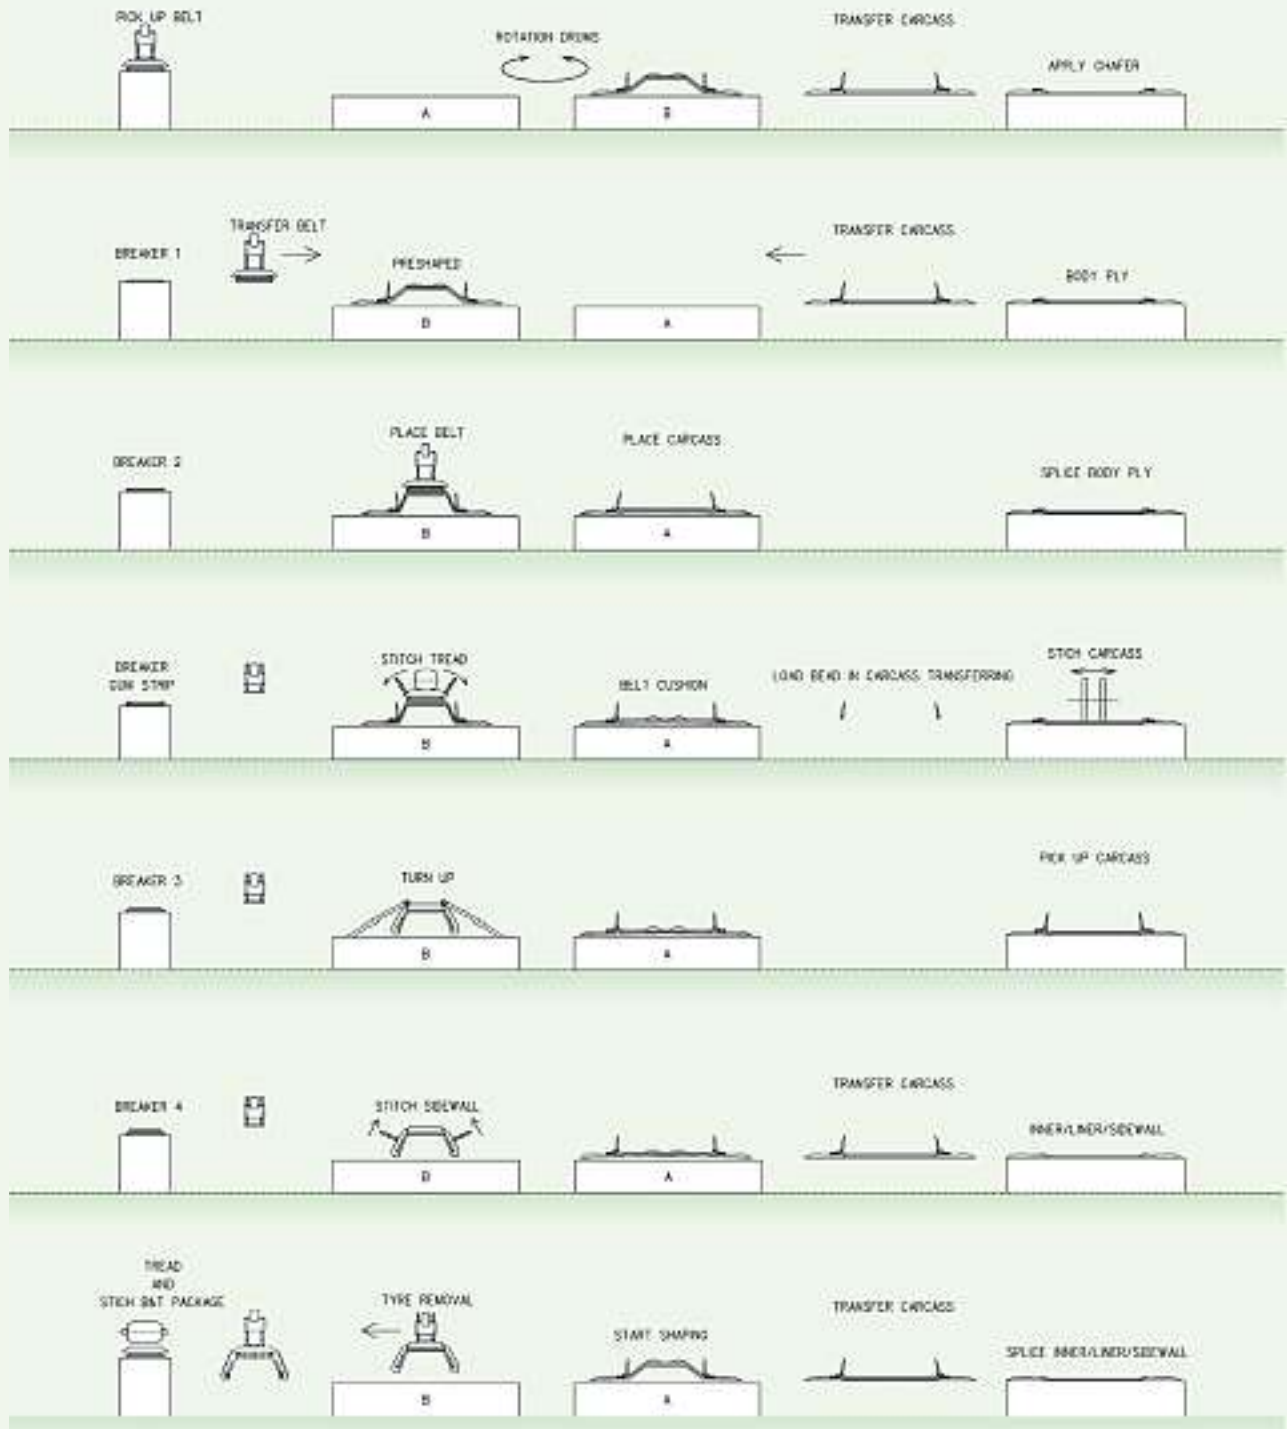 PICK UP BELT
ROTATION DRUMS
TRANSFER CARCASS
APPLY CHAFER
A
B
TRANSFER BELT
TRANSFER CARCASS
BREAKER 1
PRESHAPED
BODY PLY
B
A
PLACE BELT
PLACE CARCASS
BREAKER 2
SPLICE BODY PLY
B
A
BREAKER
GUM STRIP
STITCH TREAD
BELT CUSHION
LOAD BEAD IN CARCASS TRANSFERRING
STICH CARCASS
B
A
BREAKER 3
TURN UP
PICK UP CARCASS
B
A
BREAKER 4
STITCH SIDEWALL
TRANSFER CARCASS
INNER/LINER/SIDEWALL
B
A
TREAD
AND
STICH B&T PACKAGE
TYRE REMOVAL
START SHAPING
TRANSFER CARCASS
SPLICE INNER/LINER/SIDEWALL
B
A